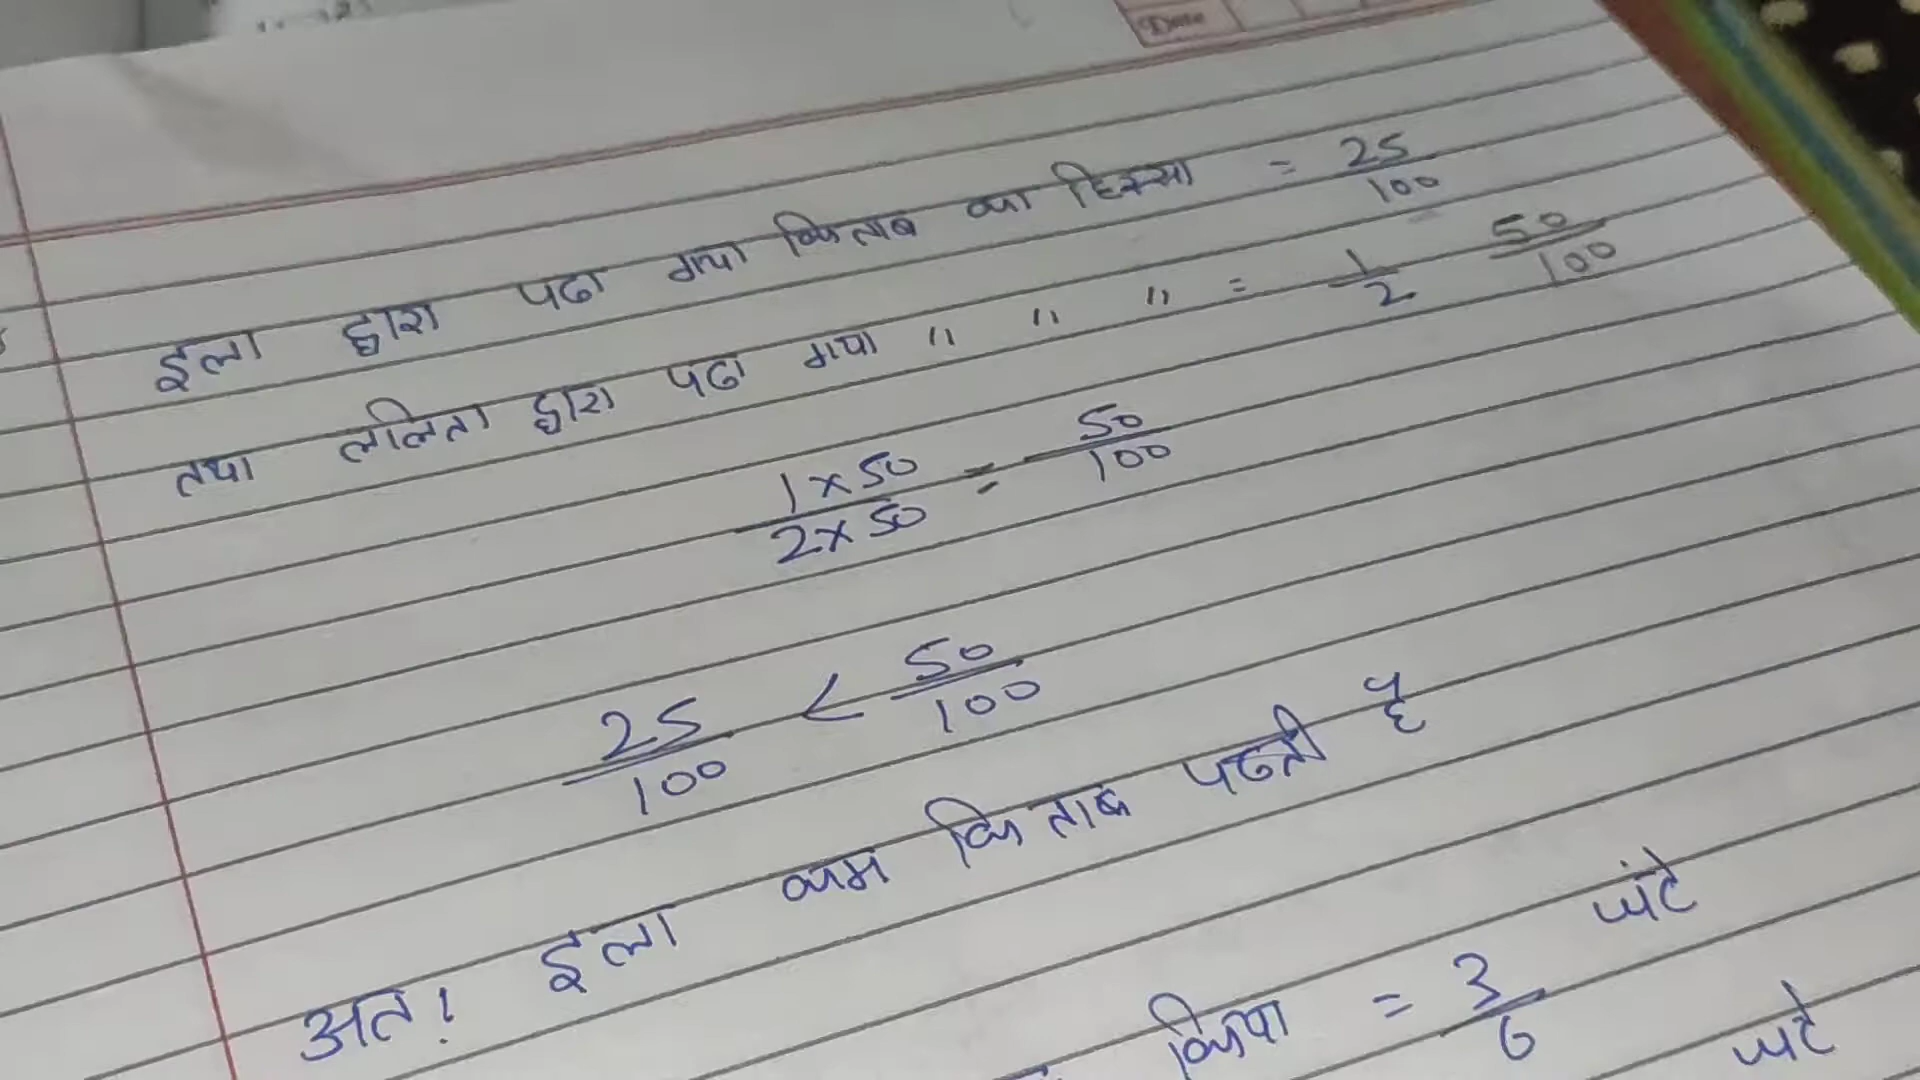 Date
इला द्वारा पढा गया किताब का हिस्सा = 25/100
तथा ललिता द्वारा पढा गया " " " = 1/2 50/100
1 x 50 / 2 x 50 = 50/100
25/100 < 50/100
अत! इला कम किताब पढती है
किया = 3/6 घंटे
घंटे